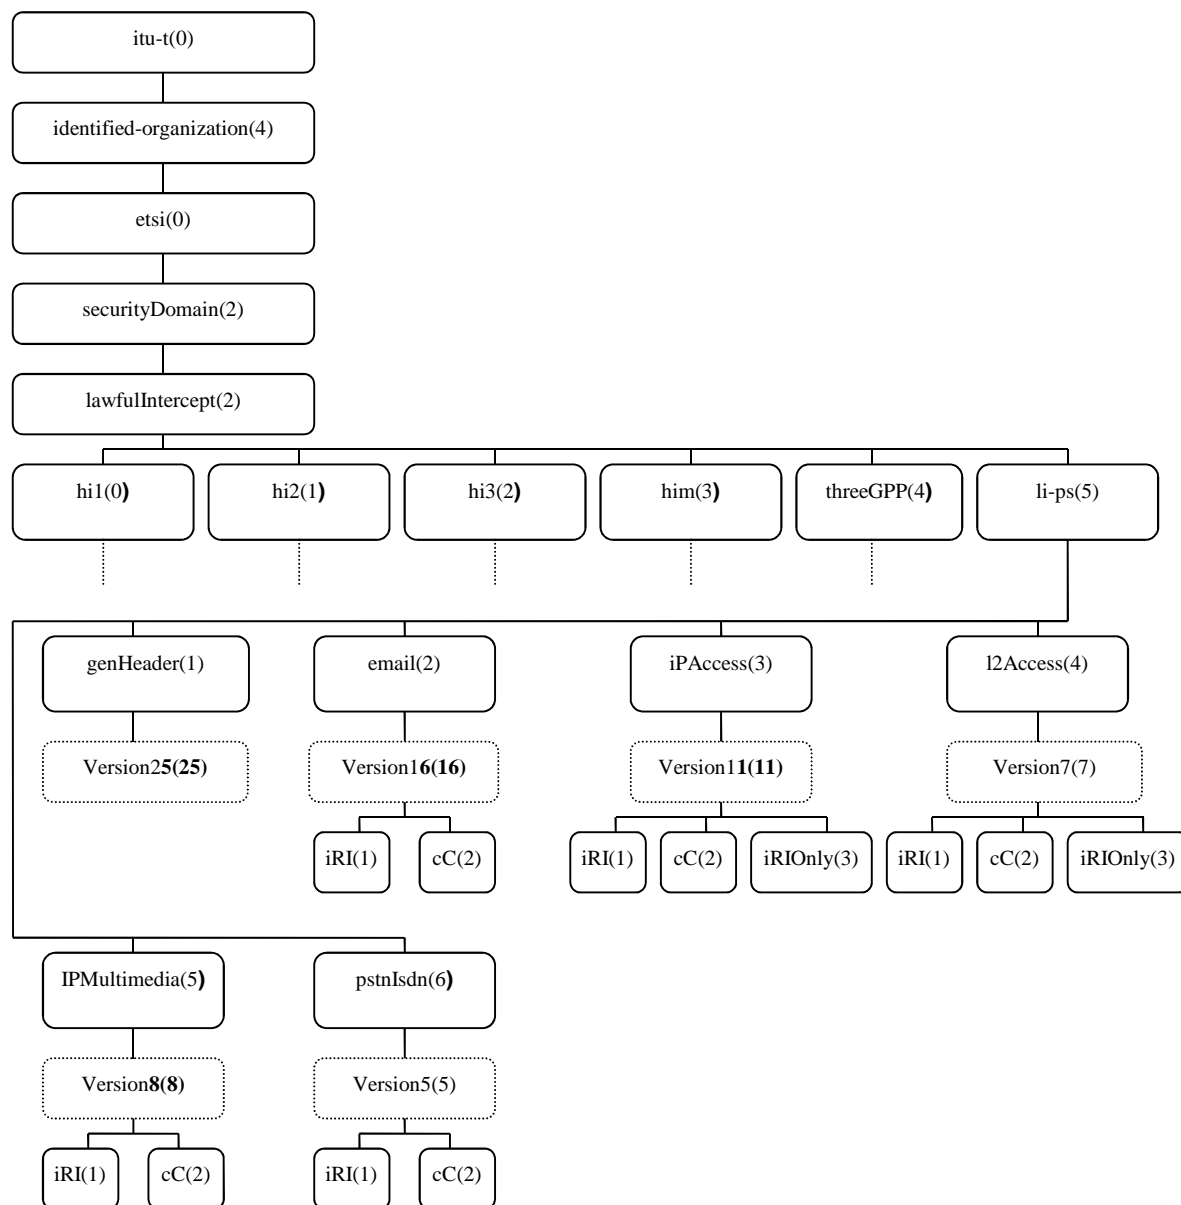 itu-t(0)
identified-organization(4)
etsi(0)
securityDomain(2)
lawfulIntercept(2)
hi1(0) hi2(1) hi3(2) him(3) threeGPP(4) li-ps(5)
genHeader(1) email(2) iPAccess(3) l2Access(4)
Version25(25) Version16(16) Version11(11) Version7(7)
iRI(1) cC(2) iRI(1) cC(2) iRIOnly(3) iRI(1) cC(2) iRIOnly(3)
IPMultimedia(5) pstnIsdn(6)
Version8(8) Version5(5)
iRI(1) cC(2) iRI(1) cC(2)